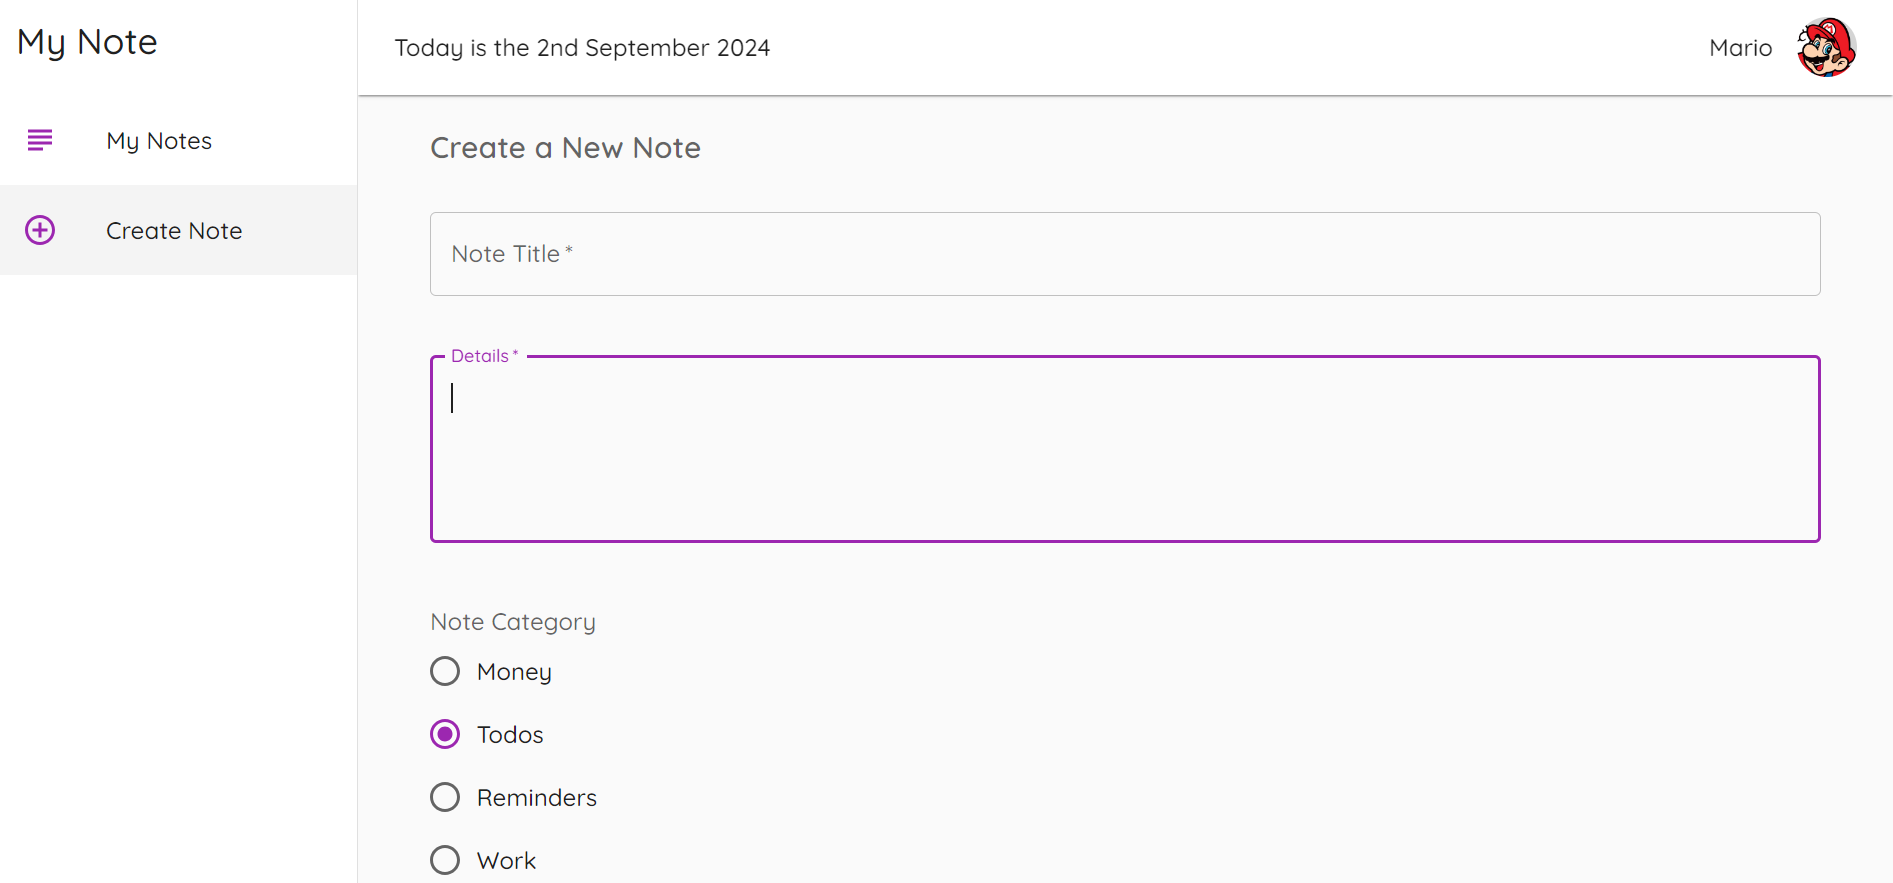 My Note
My Notes
Create Note
Today is the 2nd September 2024
Mario
Create a New Note
Note Title *
Details *
Note Category
Money
Todos
Reminders
Work